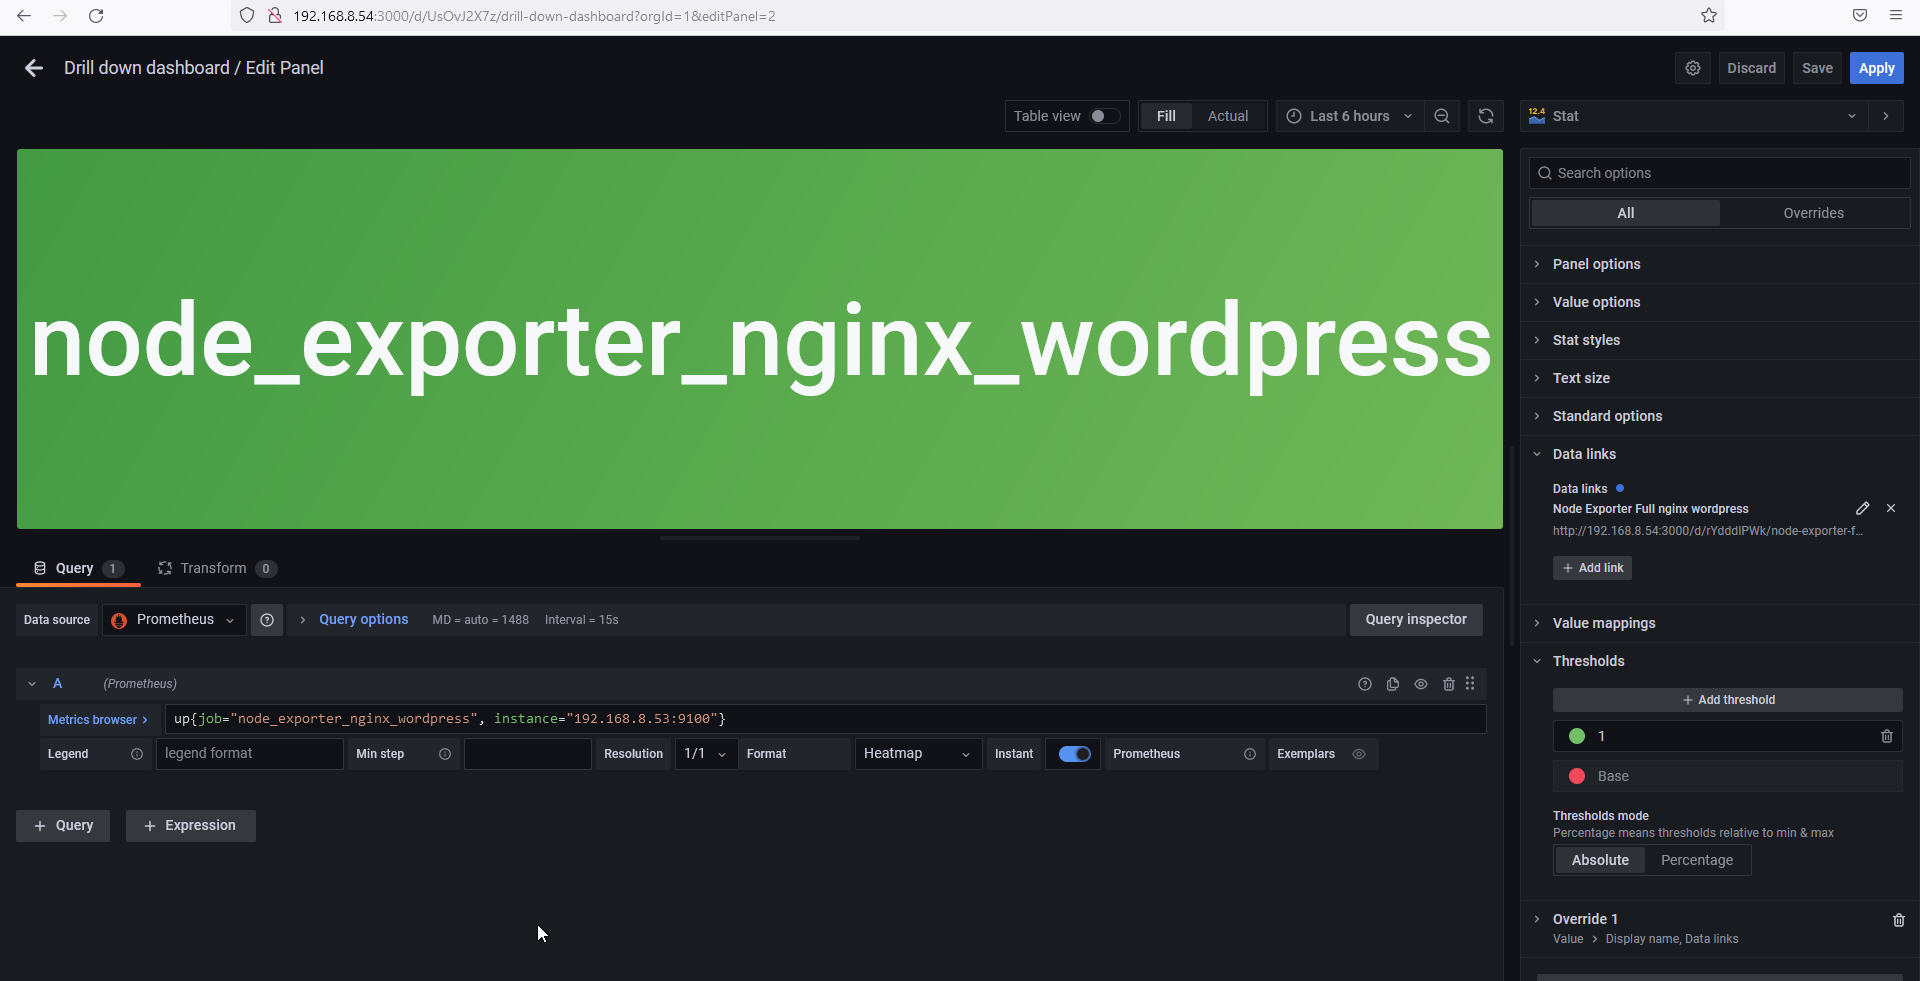 192.168.8.54:3000/d/UsOvJ2X7z/drill-down-dashboard?orgId=1&editPanel=2
Drill down dashboard / Edit Panel
Discard
Save
Apply
Table view
Fill
Actual
Last 6 hours
12.4
Stat
node_exporter_nginx_wordpress
Search options
All
Overrides
Panel options
Value options
Stat styles
Text size
Standard options
Data links
Data links
Node Exporter Full nginx wordpress
http://192.168.8.54:3000/d/rYdddlPWk/node-exporter-f...
+ Add link
Value mappings
Thresholds
+ Add threshold
1
Base
Thresholds mode
Percentage means thresholds relative to min & max
Absolute
Percentage
Override 1
Value > Display name, Data links
Query 1
Transform 0
Data source
Prometheus
Query options
MD = auto = 1488
Interval = 15s
Query inspector
A
(Prometheus)
Metrics browser >
up{job="node_exporter_nginx_wordpress", instance="192.168.8.53:9100"}
Legend
legend format
Min step
Resolution
1/1
Format
Heatmap
Instant
Prometheus
Exemplars
+ Query
+ Expression